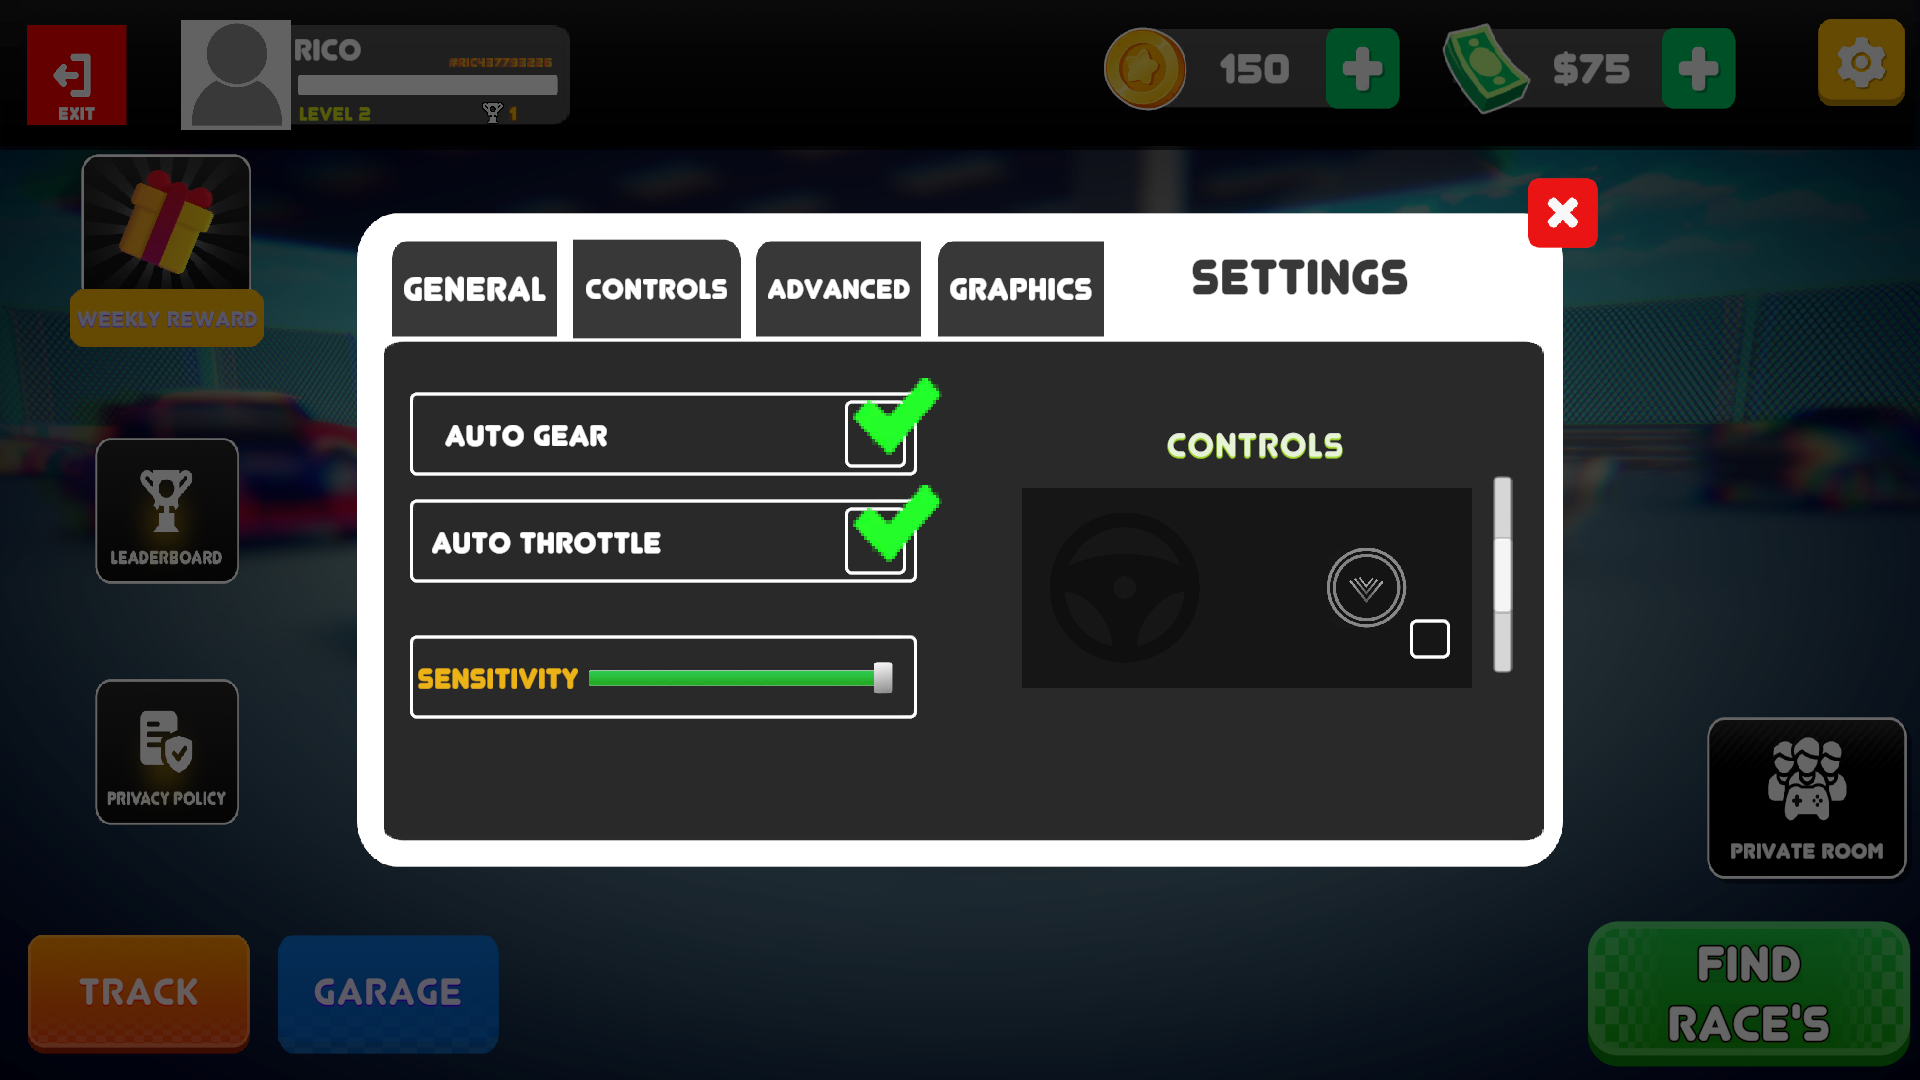 EXIT
RICO
#RIC437793226
LEVEL 2
1
150
$75
WEEKLY REWARD
LEADERBOARD
PRIVACY POLICY
GENERAL
CONTROLS
ADVANCED
GRAPHICS
SETTINGS
AUTO GEAR
AUTO THROTTLE
SENSITIVITY
CONTROLS
PRIVATE ROOM
TRACK
GARAGE
FIND
RACE'S